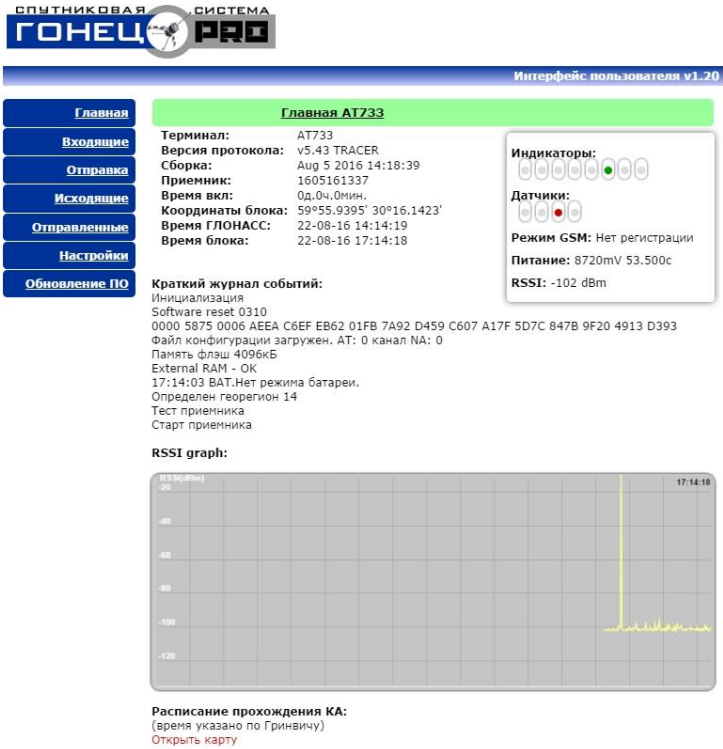 СПУТНИКОВАЯ СИСТЕМА
ГОНЕЦ PRO
Интерфейс пользователя v1.20
Главная
Входящие
Отправка
Исходящие
Отправленные
Настройки
Обновление ПО
Главная AT733
Терминал: AT733
Версия протокола: v5.43 TRACER
Сборка: Aug 5 2016 14:18:39
Приемник: 1605161337
Время вкл: 0д.0ч.0мин.
Координаты блока: 59°55.9395' 30°16.1423'
Время ГЛОНАСС: 22-08-16 14:14:19
Время блока: 22-08-16 17:14:18
Индикаторы:
Датчики:
Режим GSM: Нет регистрации
Питание: 8720mV 53.500c
RSSI: -102 dBm
Краткий журнал событий:
Инициализация
Software reset 0310
0000 5875 0006 AEEA C6EF EB62 01FB 7A92 D459 C607 A17F 5D7C 847B 9F20 4913 D393
Файл конфигурации загружен. AT: 0 канал NA: 0
Память флэш 4096кБ
External RAM - OK
17:14:03 BAT.Нет режима батареи.
Определен георегион 14
Тест приемника
Старт приемника
RSSI graph:
RSSI(dBm) 17:14:18
-20
-40
-60
-80
-100
-120
Расписание прохождения КА:
(время указано по Гринвичу)
Открыть карту